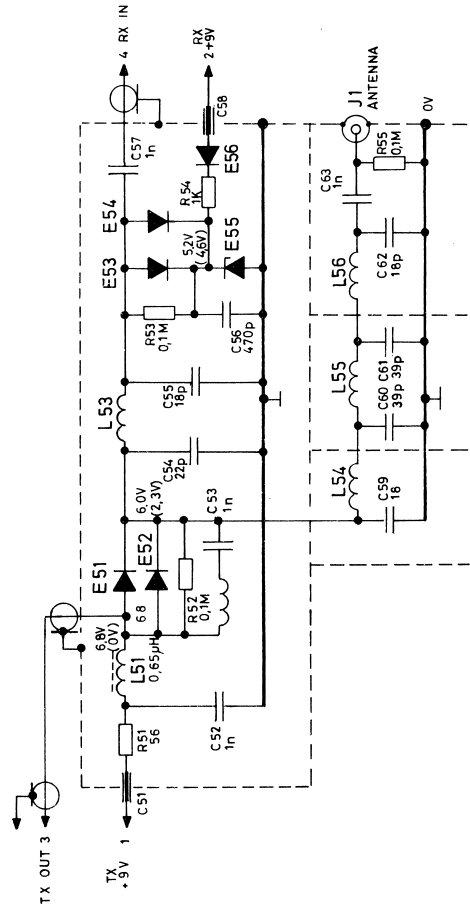 TX OUT 3
TX
+9V 1
C51
R51
56
6,8V
(0V)
L51
0,65µH
C52
1n
E51
68
E52
R52
0,1M
6,0V
(2,3V)
C53
1n
C54
22p
L53
C55
18p
R53
0,1M
C56
470p
E53
E54
5,2V
(4,6V)
E55
R54
1K
E56
C57
1n
C58
4 RX IN
RX
2+9V
L54
C59
18
L55
C60
39p
C61
39p
L56
C62
18p
C63
1n
R55
0,1M
J1
ANTENNA
0V